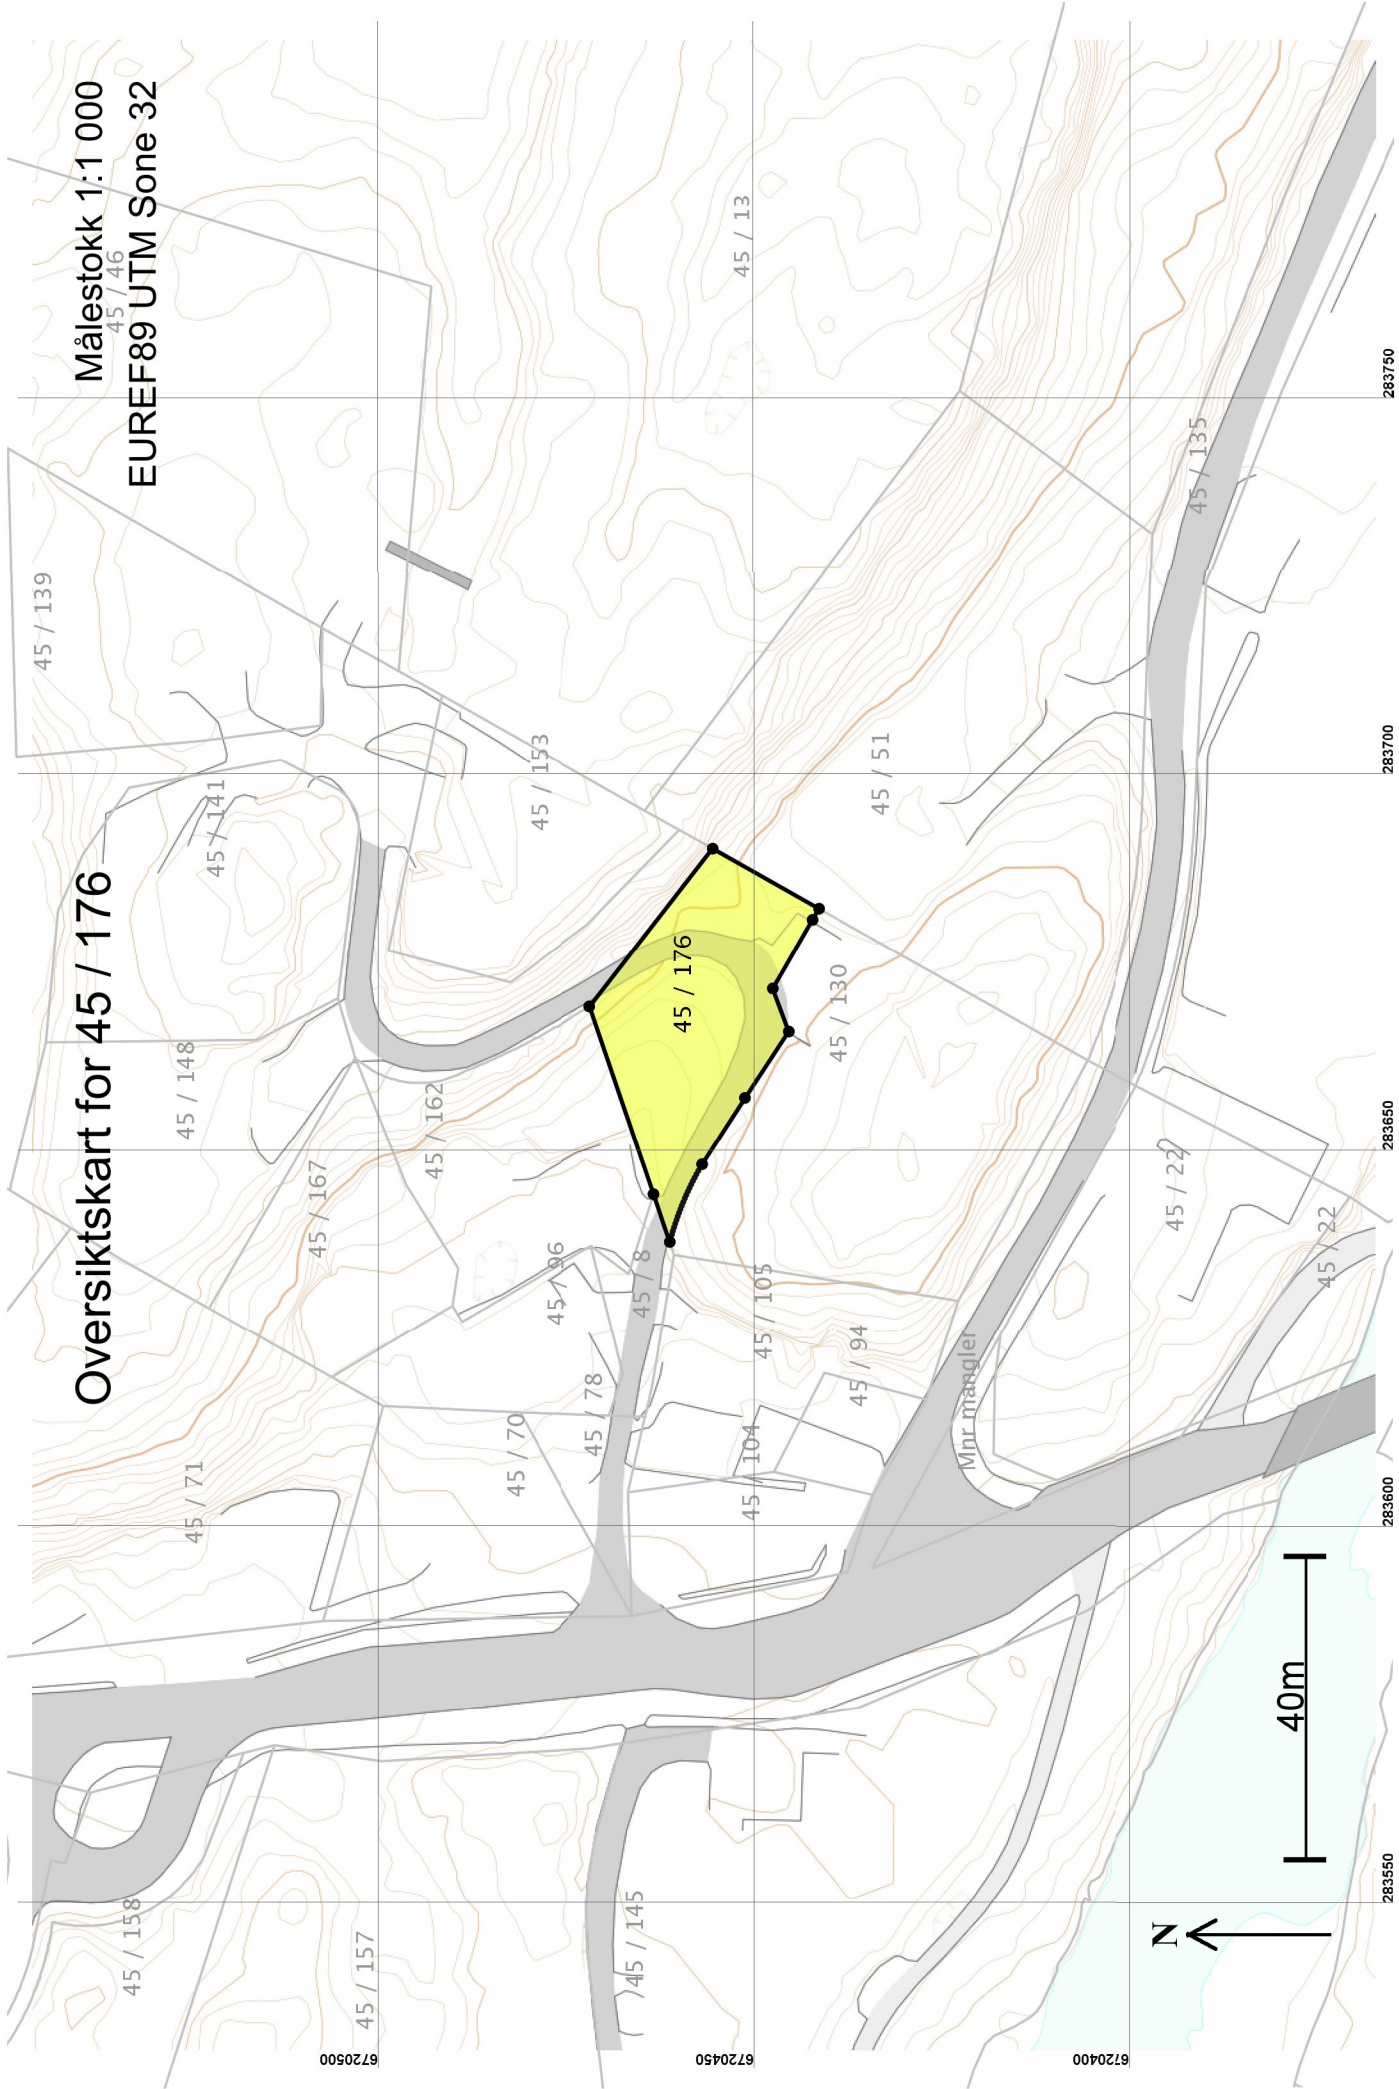 Oversiktskart for 45 / 176
Målestokk 1:1 000
EUREF89 UTM Sone 32
45 / 46
45 / 139
45 / 141
45 / 148
45 / 167
45 / 71
45 / 158
45 / 157
45 / 162
45 / 153
45 / 13
45 / 96
45 / 70
45 / 78
45 / 8
45 / 145
45 / 176
45 / 130
45 / 51
45 / 105
45 / 104
45 / 94
Mnr mangler
45 / 135
45 / 22
45 / 22
N
40m
6720500
6720450
6720400
283550
283600
283650
283700
283750